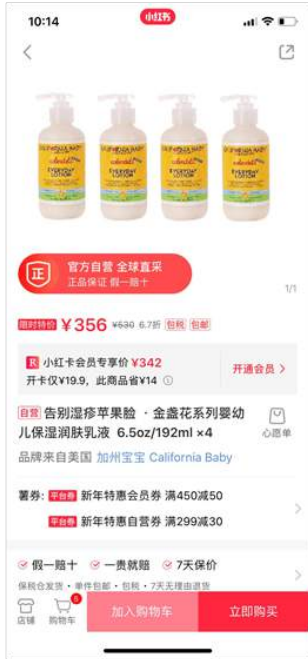 10:14
小红书
CALIFORNIA BABY
calendula
EVERYDAY
LOTION
官方自营 全球直采
正品保证 假一赔十
1/1
限时特价 ¥356 ¥530 6.7折 包税 包邮
小红卡会员专享价 ¥342
开卡仅¥19.9，此商品省¥14
开通会员 >
自营 告别湿疹苹果脸 · 金盏花系列婴幼
儿保湿润肤乳液 6.5oz/192ml ×4
心愿单
品牌来自美国 加州宝宝 California Baby
薯券: 平台券 新年特惠会员券 满450减50
平台券 新年特惠自营券 满299减30
假一赔十 一贵就赔 7天保价
保税仓发货 · 单件包邮 · 包税 · 7天无理由退货
店铺
购物车
6
加入购物车
立即购买